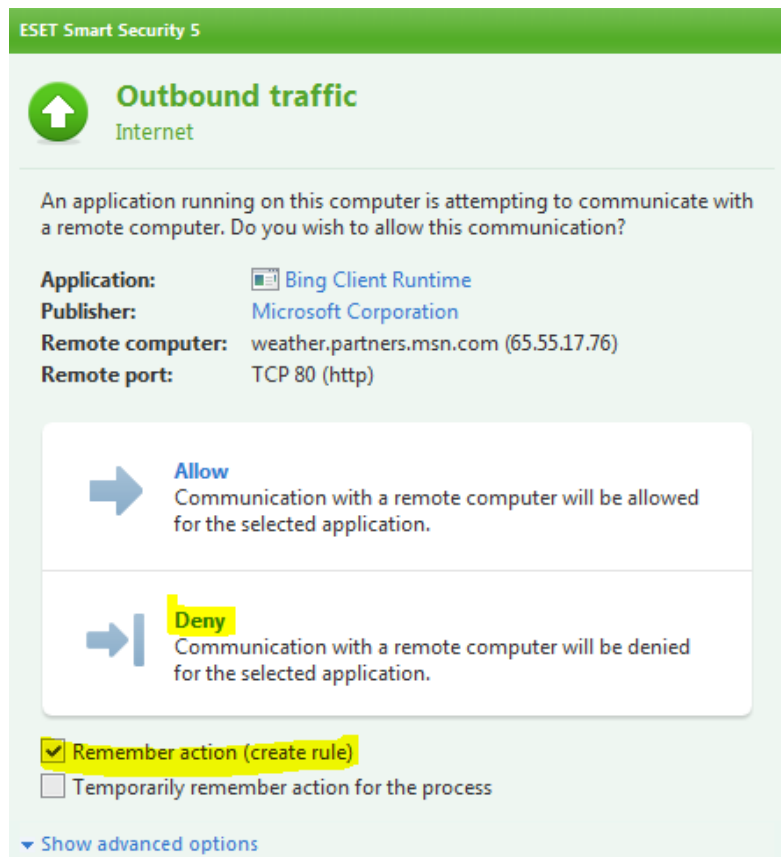 ESET Smart Security 5
Outbound traffic
Internet
An application running on this computer is attempting to communicate with
a remote computer. Do you wish to allow this communication?
Application: Bing Client Runtime
Publisher: Microsoft Corporation
Remote computer: weather.partners.msn.com (65.55.17.76)
Remote port: TCP 80 (http)
Allow
Communication with a remote computer will be allowed
for the selected application.
Deny
Communication with a remote computer will be denied
for the selected application.
Remember action (create rule)
Temporarily remember action for the process
Show advanced options